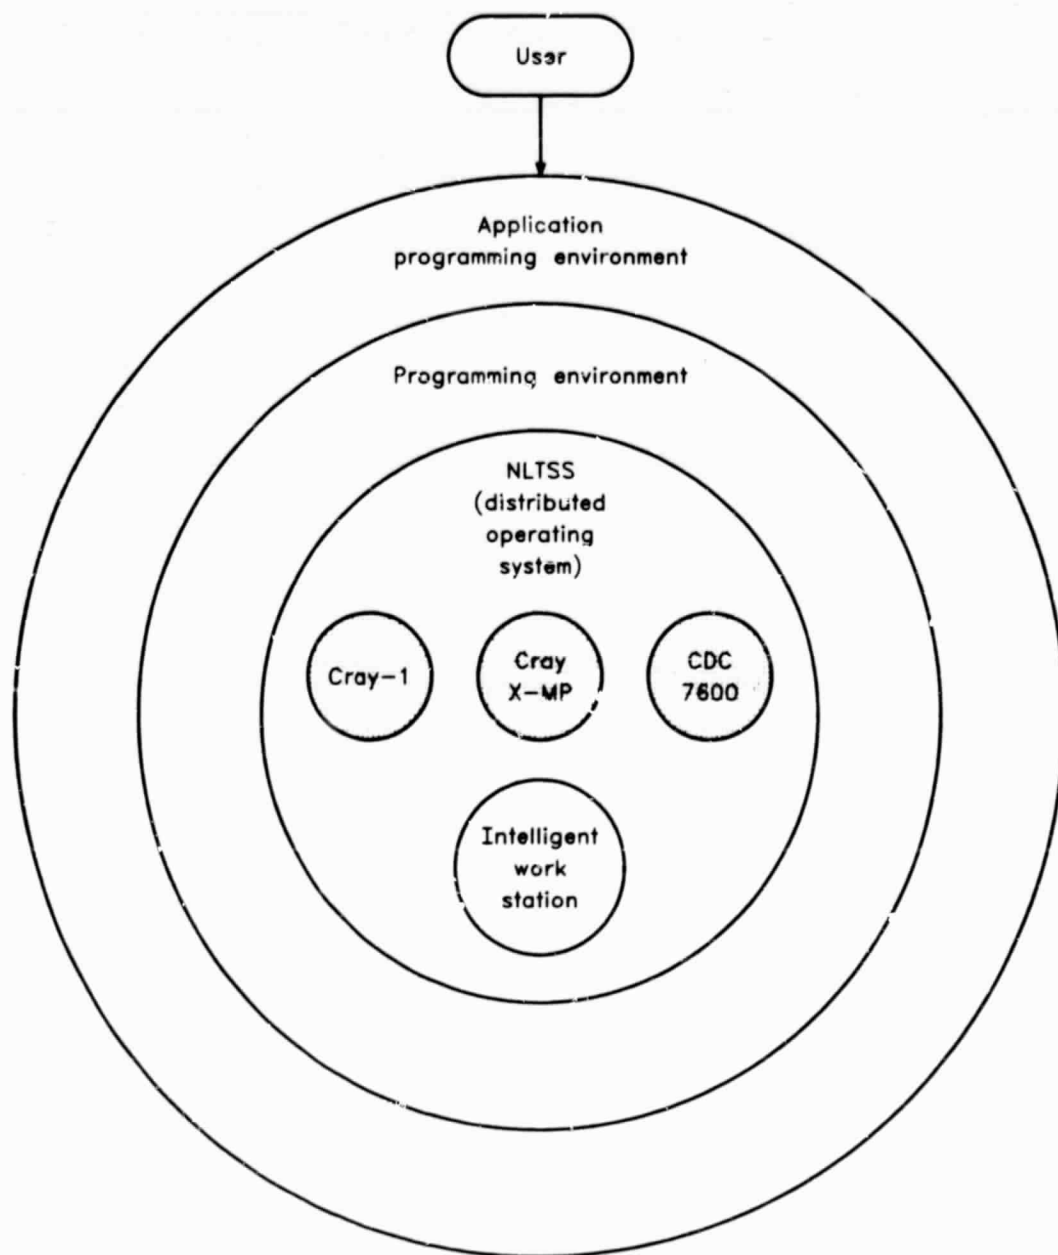 User
Application
programming environment
Programming environment
NLTSS
(distributed
operating
system)
Cray-1
Cray
X-MP
CDC
7600
Intelligent
work
station